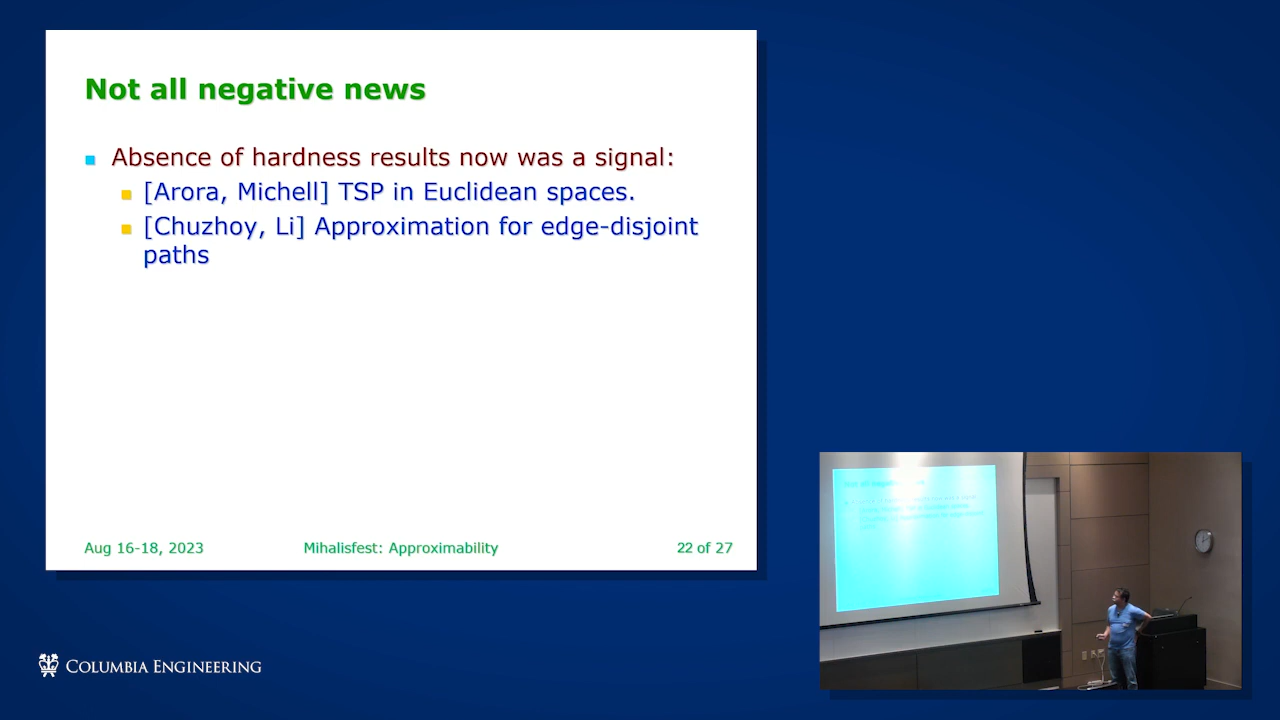 Not all negative news
Absence of hardness results now was a signal:
[Arora, Michell] TSP in Euclidean spaces.
[Chuzhoy, Li] Approximation for edge-disjoint
paths
Aug 16-18, 2023
Mihalisfest: Approximability
22 of 27
COLUMBIA ENGINEERING